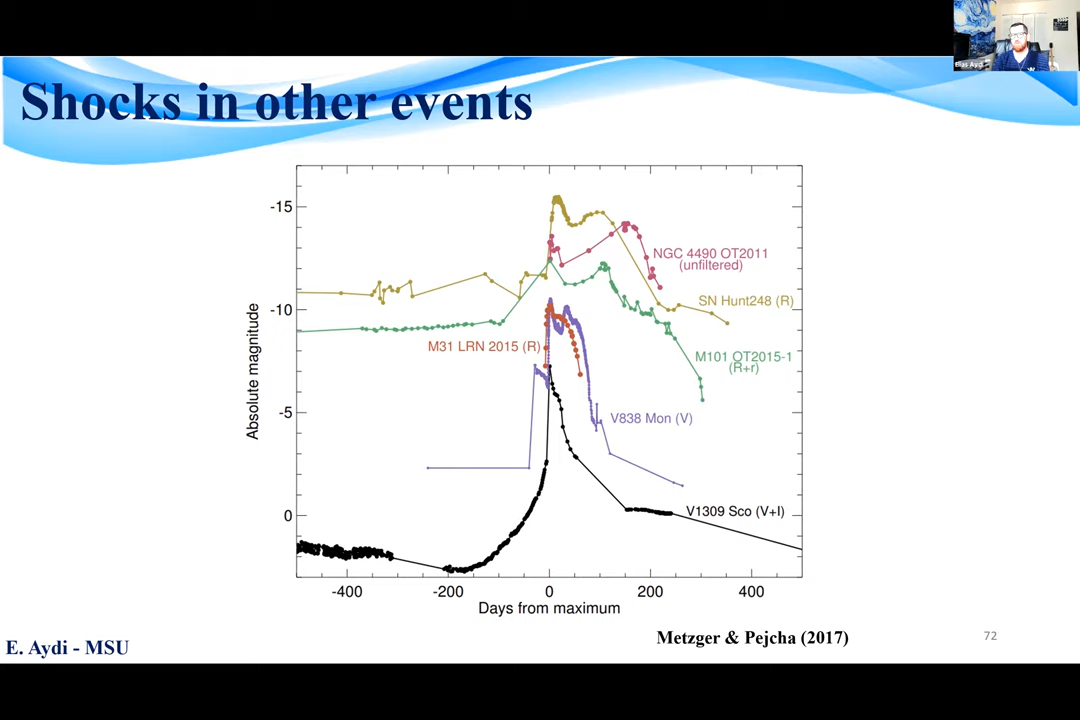 Elias Aydi
Shocks in other events
-15
-10
-5
0
Absolute magnitude
NGC 4490 OT2011
(unfiltered)
SN Hunt248 (R)
M31 LRN 2015 (R)
M101 OT2015-1
(R+r)
V838 Mon (V)
V1309 Sco (V+I)
-400
-200
0
200
400
Days from maximum
Metzger & Pejcha (2017)
72
E. Aydi - MSU